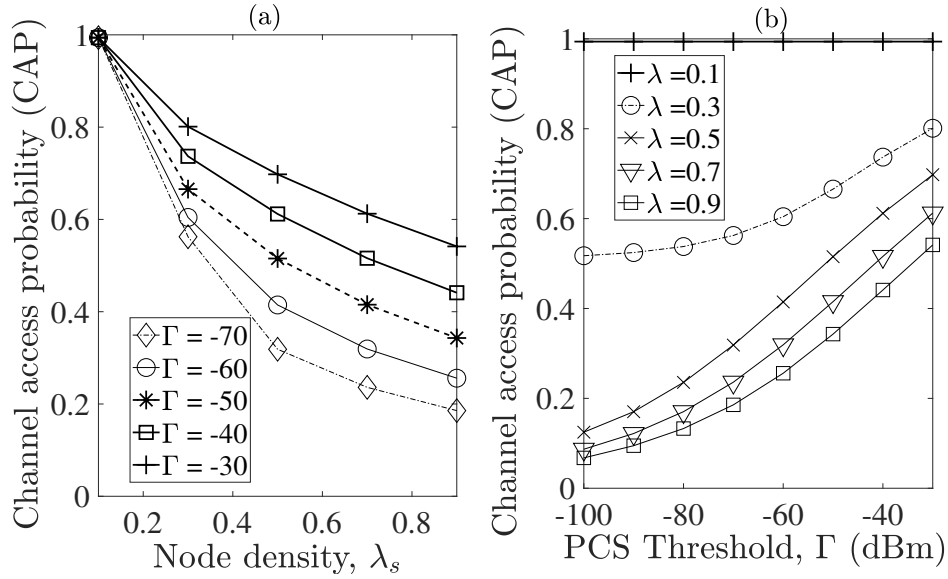 (a)
Channel access probability (CAP)
1
0.8
0.6
0.4
0.2
0
0.2 0.4 0.6 0.8
Node density, λs
Γ = -70
Γ = -60
Γ = -50
Γ = -40
Γ = -30
(b)
Channel access probability (CAP)
1
0.8
0.6
0.4
0.2
0
-100 -80 -60 -40
PCS Threshold, Γ (dBm)
λ =0.1
λ =0.3
λ =0.5
λ =0.7
λ =0.9